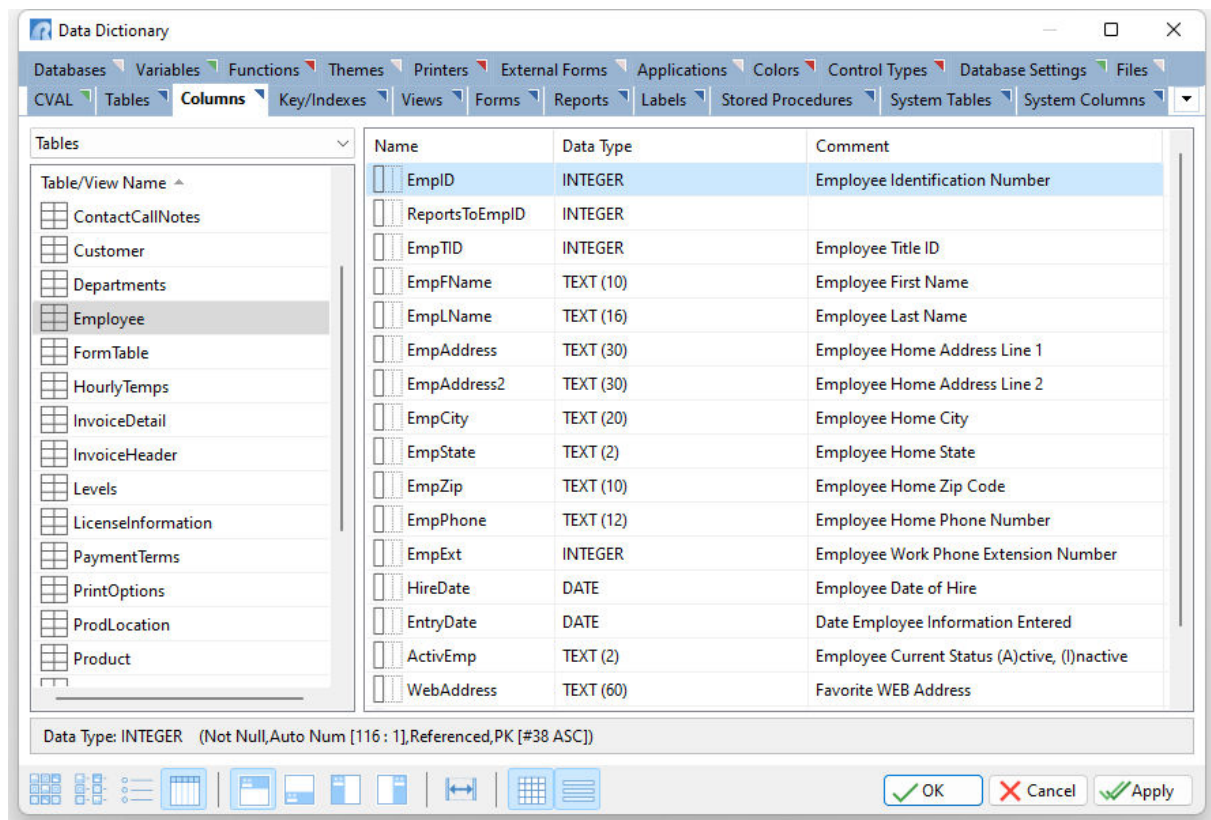 Data Dictionary
Databases Variables Functions Themes Printers External Forms Applications Colors Control Types Database Settings Files
CVAL Tables Columns Key/Indexes Views Forms Reports Labels Stored Procedures System Tables System Columns
Tables
Table/View Name
ContactCallNotes
Customer
Departments
Employee
FormTable
HourlyTemps
InvoiceDetail
InvoiceHeader
Levels
LicenseInformation
PaymentTerms
PrintOptions
ProdLocation
Product
Name Data Type Comment
EmpID INTEGER Employee Identification Number
ReportsToEmpID INTEGER
EmpTID INTEGER Employee Title ID
EmpFName TEXT (10) Employee First Name
EmpLName TEXT (16) Employee Last Name
EmpAddress TEXT (30) Employee Home Address Line 1
EmpAddress2 TEXT (30) Employee Home Address Line 2
EmpCity TEXT (20) Employee Home City
EmpState TEXT (2) Employee Home State
EmpZip TEXT (10) Employee Home Zip Code
EmpPhone TEXT (12) Employee Home Phone Number
EmpExt INTEGER Employee Work Phone Extension Number
HireDate DATE Employee Date of Hire
EntryDate DATE Date Employee Information Entered
ActivEmp TEXT (2) Employee Current Status (A)ctive, (I)nactive
WebAddress TEXT (60) Favorite WEB Address
Data Type: INTEGER (Not Null,Auto Num [116 : 1],Referenced,PK [#38 ASC])
OK Cancel Apply